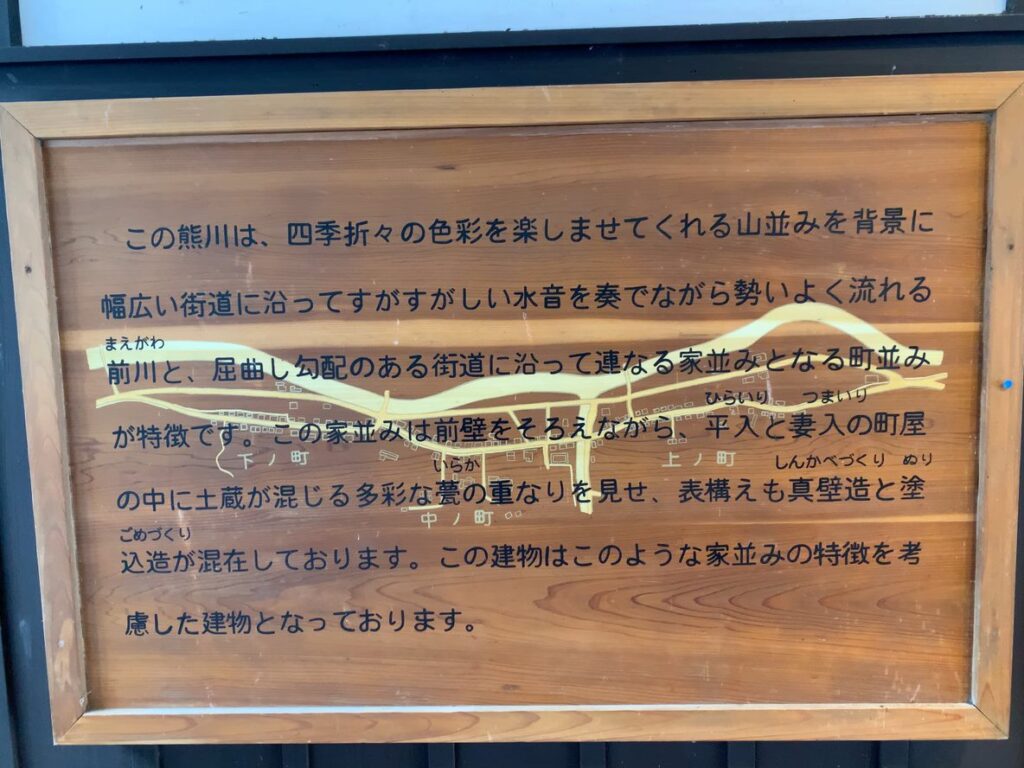 この熊川は、四季折々の色彩を楽しませてくれる山並みを背景に
幅広い街道に沿ってすがすがしい水音を奏でながら勢いよく流れる
まえがわ
前川と、屈曲し勾配のある街道に沿って連なる家並みとなる町並み
ひらいり つまいり
が特徴です。この家並みは前壁をそろえながら、平入と妻入の町屋
下ノ町 いらか 上ノ町 しんかべづくり ぬり
の中に土蔵が混じる多彩な甍の重なりを見せ、表構えも真壁造と塗
ごめづくり 中ノ町
込造が混在しております。この建物はこのような家並みの特徴を考
慮した建物となっております。